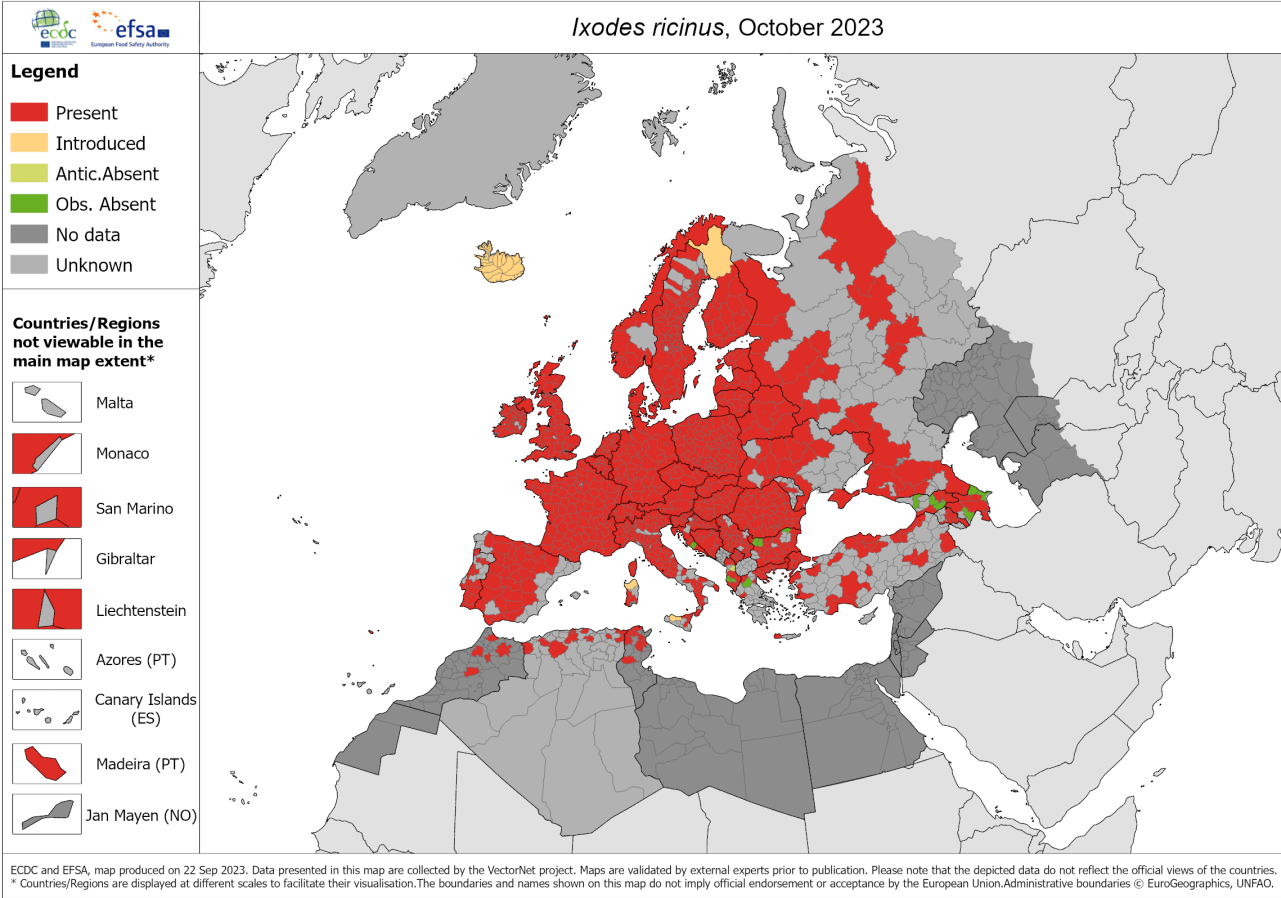 ecdc
efsa
European Food Safety Authority
Ixodes ricinus, October 2023
Legend
Present
Introduced
Antic.Absent
Obs. Absent
No data
Unknown
Countries/Regions
not viewable in the
main map extent*
Malta
Monaco
San Marino
Gibraltar
Liechtenstein
Azores (PT)
Canary Islands
(ES)
Madeira (PT)
Jan Mayen (NO)
ECDC and EFSA, map produced on 22 Sep 2023. Data presented in this map are collected by the VectorNet project. Maps are validated by external experts prior to publication. Please note that the depicted data do not reflect the official views of the countries.
* Countries/Regions are displayed at different scales to facilitate their visualisation.The boundaries and names shown on this map do not imply official endorsement or acceptance by the European Union.Administrative boundaries © EuroGeographics, UNFAO.